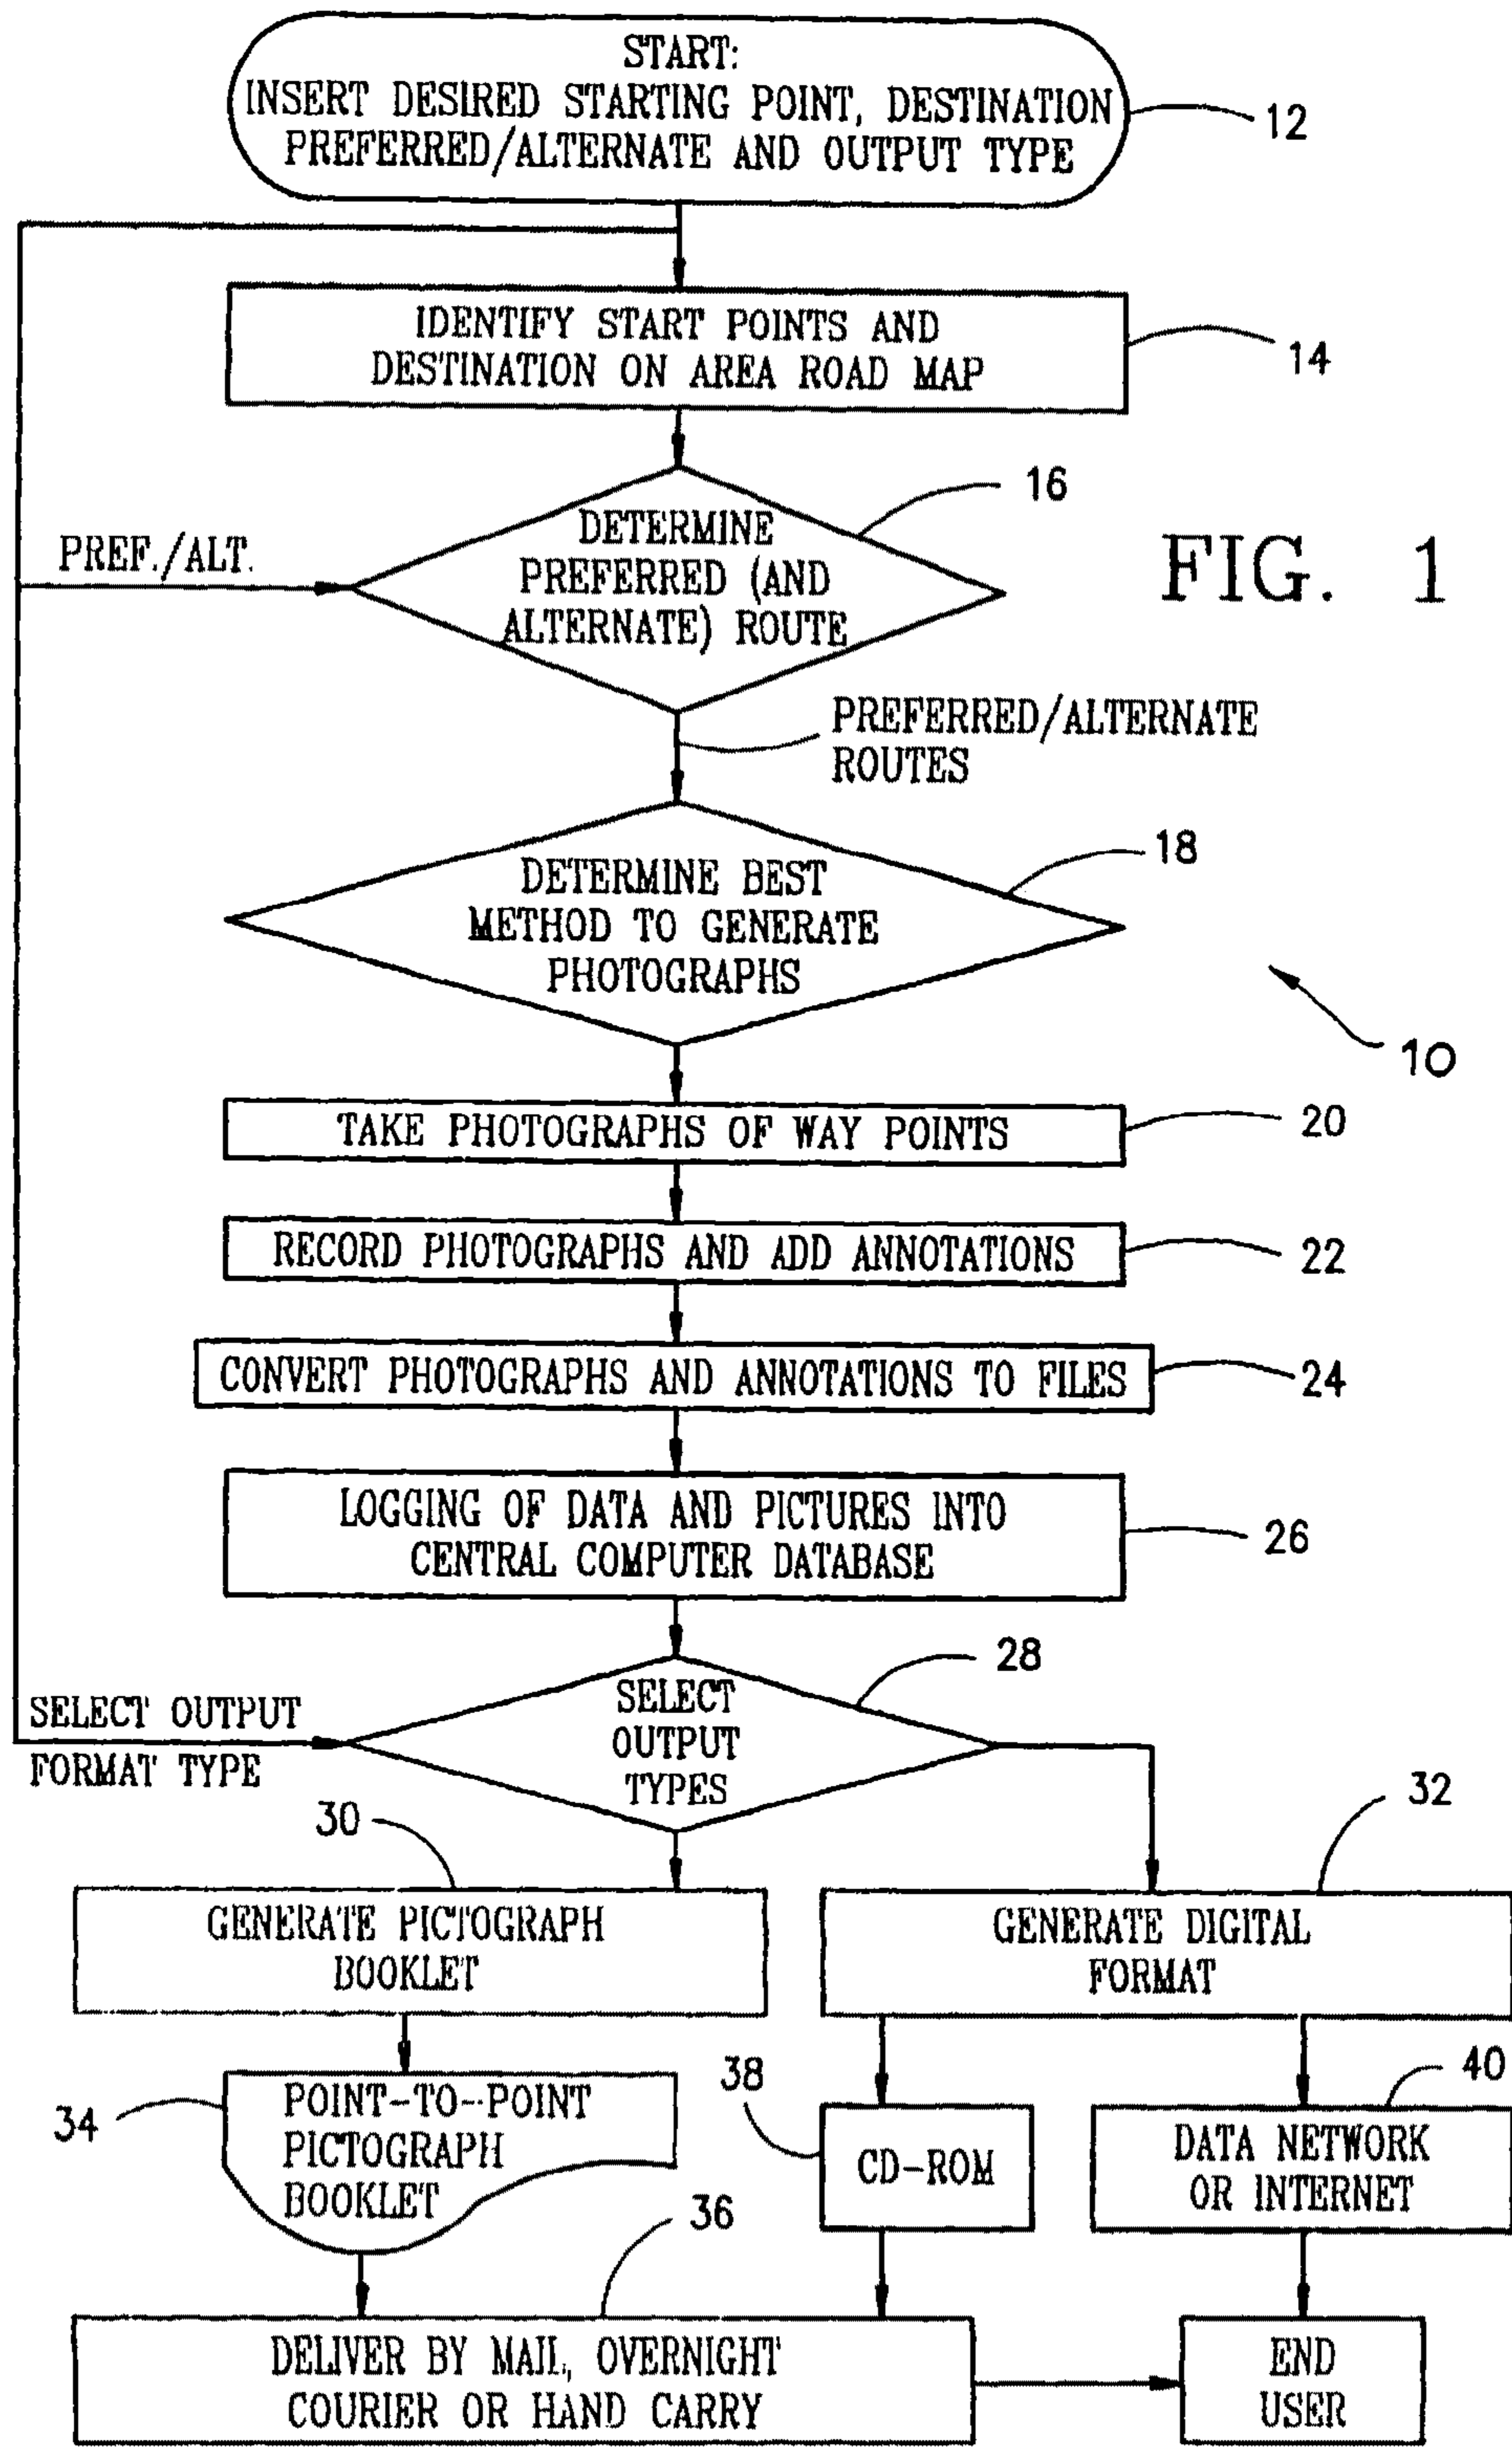 START:
INSERT DESIRED STARTING POINT, DESTINATION
PREFERRED/ALTERNATE AND OUTPUT TYPE
12
IDENTIFY START POINTS AND
DESTINATION ON AREA ROAD MAP
14
16
DETERMINE
PREFERRED (AND
ALTERNATE) ROUTE
PREF./ALT.
FIG. 1
PREFERRED/ALTERNATE
ROUTES
18
DETERMINE BEST
METHOD TO GENERATE
PHOTOGRAPHS
10
TAKE PHOTOGRAPHS OF WAY POINTS
20
RECORD PHOTOGRAPHS AND ADD ANNOTATIONS
22
CONVERT PHOTOGRAPHS AND ANNOTATIONS TO FILES
24
LOGGING OF DATA AND PICTURES INTO
CENTRAL COMPUTER DATABASE
26
28
SELECT
OUTPUT
TYPES
SELECT OUTPUT
FORMAT TYPE
30
32
GENERATE PICTOGRAPH
BOOKLET
GENERATE DIGITAL
FORMAT
34
POINT-TO-POINT
PICTOGRAPH
BOOKLET
38
CD-ROM
40
DATA NETWORK
OR INTERNET
36
DELIVER BY MAIL, OVERNIGHT
COURIER OR HAND CARRY
END
USER